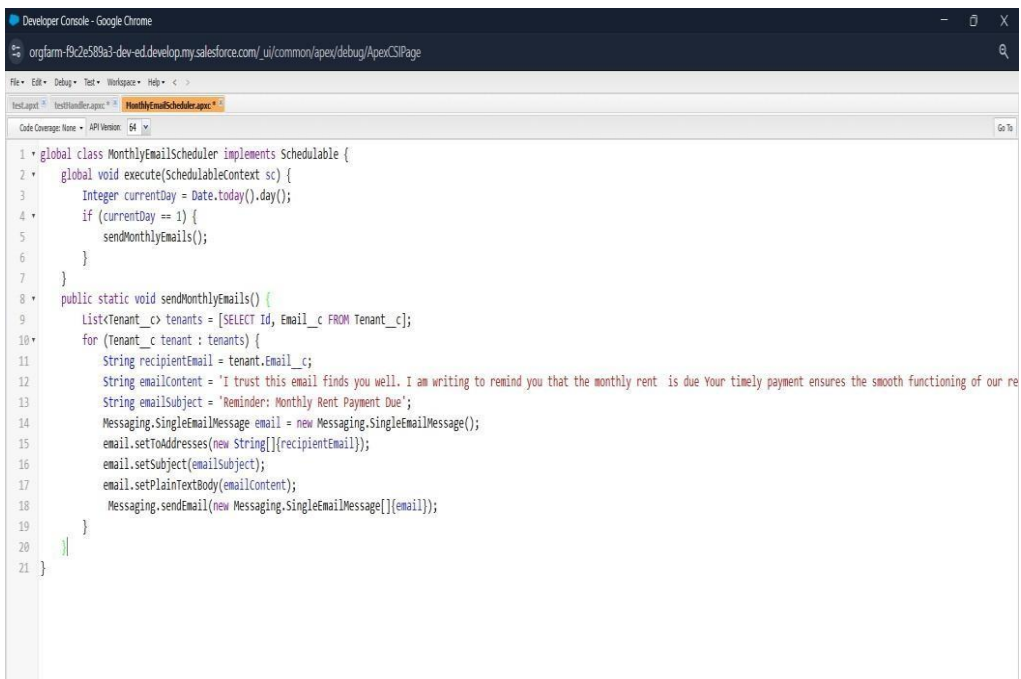 Developer Console - Google Chrome
orgfarm-f9c2e589a3-dev-ed.develop.my.salesforce.com/_ui/common/apex/debug/ApexCSIPage
File Edit Debug Test Workspace Help < >
test.apxt testHandler.apxc * MonthlyEmailScheduler.apxc *
Code Coverage: None API Version: 64 Go To
1 global class MonthlyEmailScheduler implements Schedulable {
2 global void execute(SchedulableContext sc) {
3 Integer currentDay = Date.today().day();
4 if (currentDay == 1) {
5 sendMonthlyEmails();
6 }
7 }
8 public static void sendMonthlyEmails() {
9 List<Tenant__c> tenants = [SELECT Id, Email__c FROM Tenant__c];
10 for (Tenant__c tenant : tenants) {
11 String recipientEmail = tenant.Email__c;
12 String emailContent = 'I trust this email finds you well. I am writing to remind you that the monthly rent  is due Your timely payment ensures the smooth functioning of our re
13 String emailSubject = 'Reminder: Monthly Rent Payment Due';
14 Messaging.SingleEmailMessage email = new Messaging.SingleEmailMessage();
15 email.setToAddresses(new String[]{recipientEmail});
16 email.setSubject(emailSubject);
17 email.setPlainTextBody(emailContent);
18 Messaging.sendEmail(new Messaging.SingleEmailMessage[]{email});
19 }
20 }
21 }